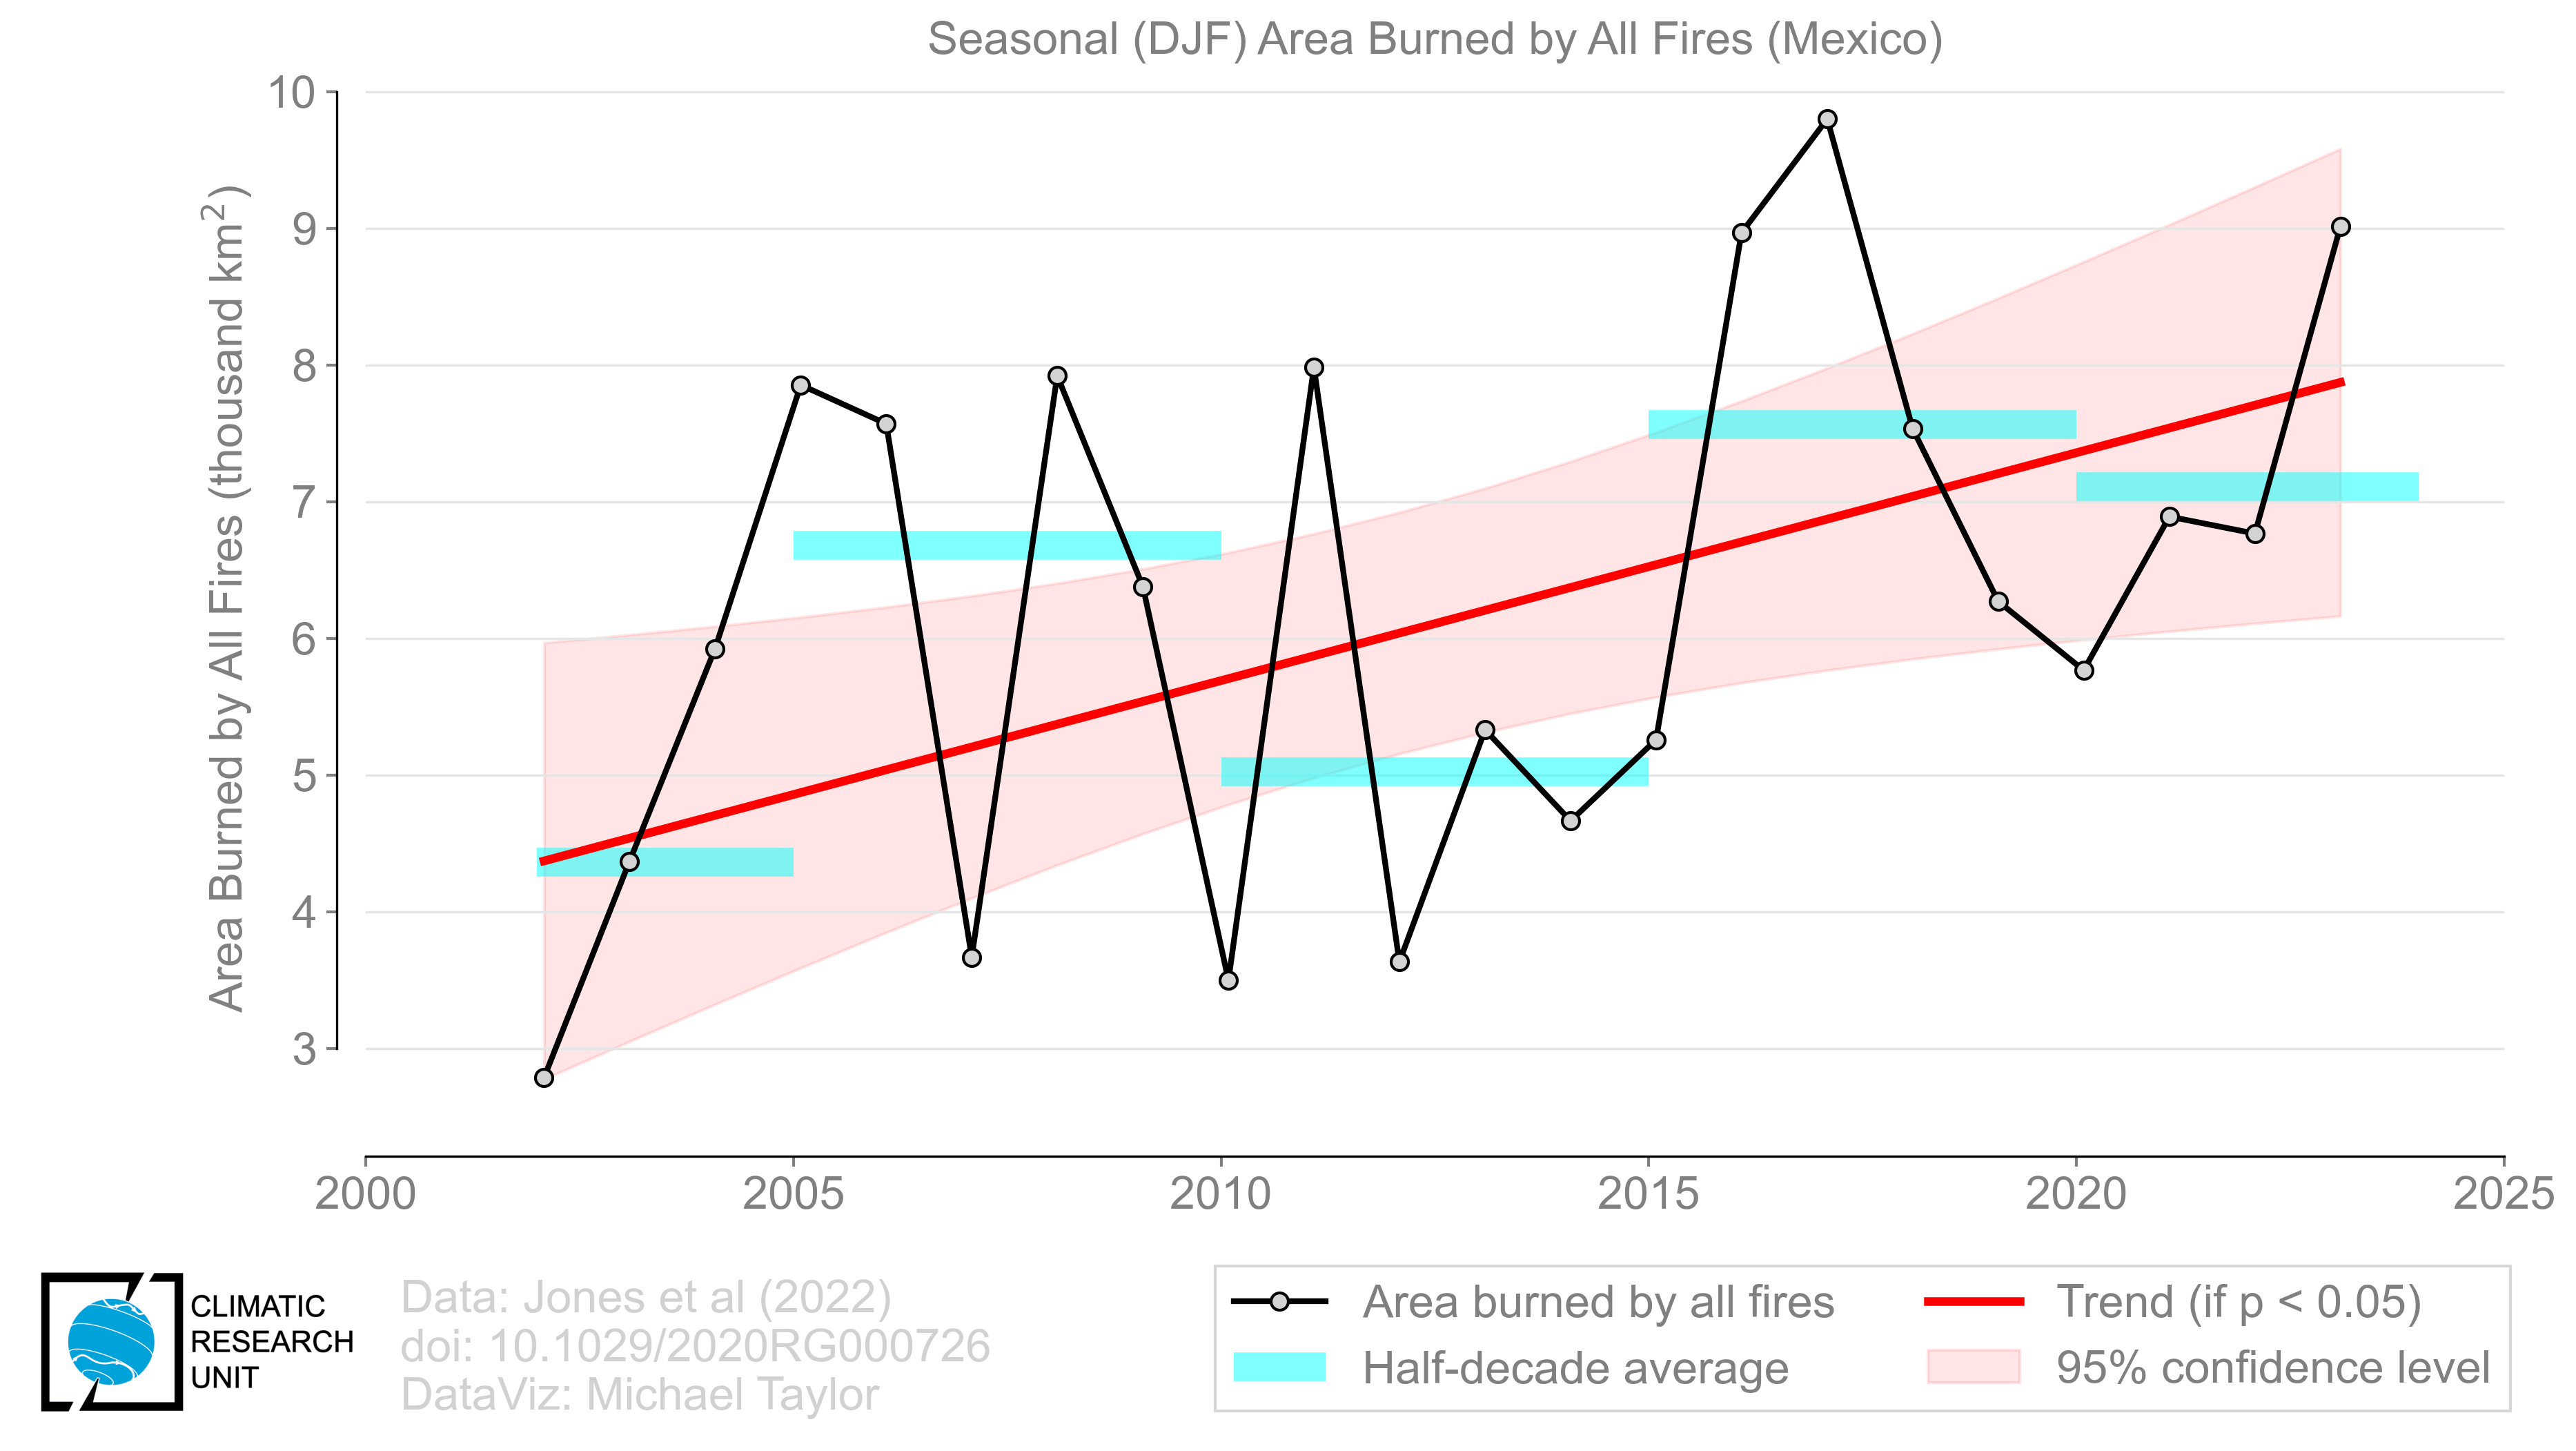 Seasonal (DJF) Area Burned by All Fires (Mexico)
Area Burned by All Fires (thousand km²)
10
9
8
7
6
5
4
3
2000 2005 2010 2015 2020 2025
CLIMATIC
RESEARCH
UNIT
Data: Jones et al (2022)
doi: 10.1029/2020RG000726
DataViz: Michael Taylor
Area burned by all fires
Half-decade average
Trend (if p < 0.05)
95% confidence level